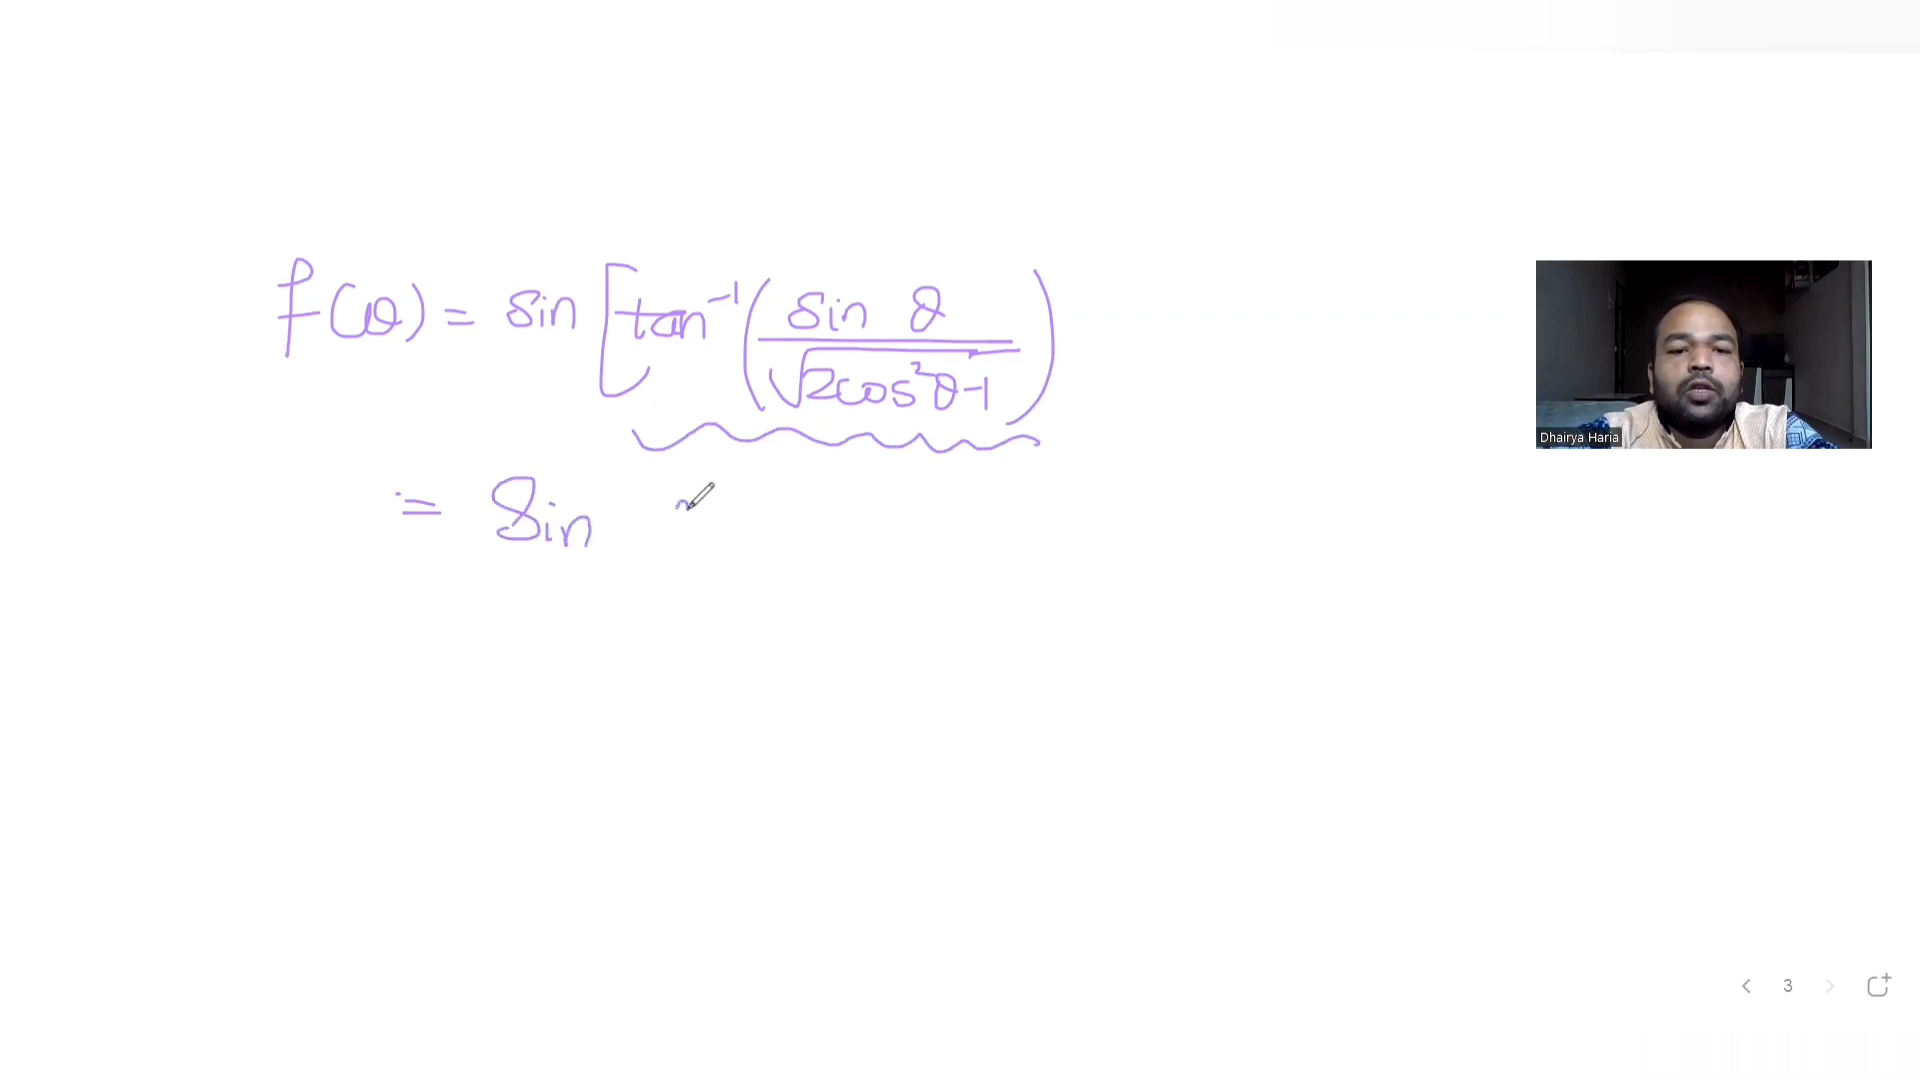 f(θ) = sin [tan⁻¹ (sin θ / √2cos²θ-1)
= Sin
Dhairya Haria
3